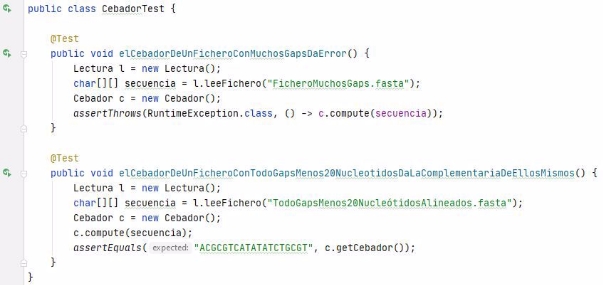 public class CebadorTest {
@Test
public void elCebadorDeUnFicheroConMuchosGapsDaError() {
Lectura l = new Lectura();
char[][] secuencia = l.leeFichero("FicheroMuchosGaps.fasta");
Cebador c = new Cebador();
assertThrows(RuntimeException.class, () -> c.compute(secuencia));
}
@Test
public void elCebadorDeUnFicheroConTodoGapsMenos20NucleotidosDaLaComplementariaDeEllosMismos() {
Lectura l = new Lectura();
char[][] secuencia = l.leeFichero("TodoGapsMenos20NucleótidosAlineados.fasta");
Cebador c = new Cebador();
c.compute(secuencia);
assertEquals( expected: "ACGCGTCATATATCTGCGT", c.getCebador());
}
}